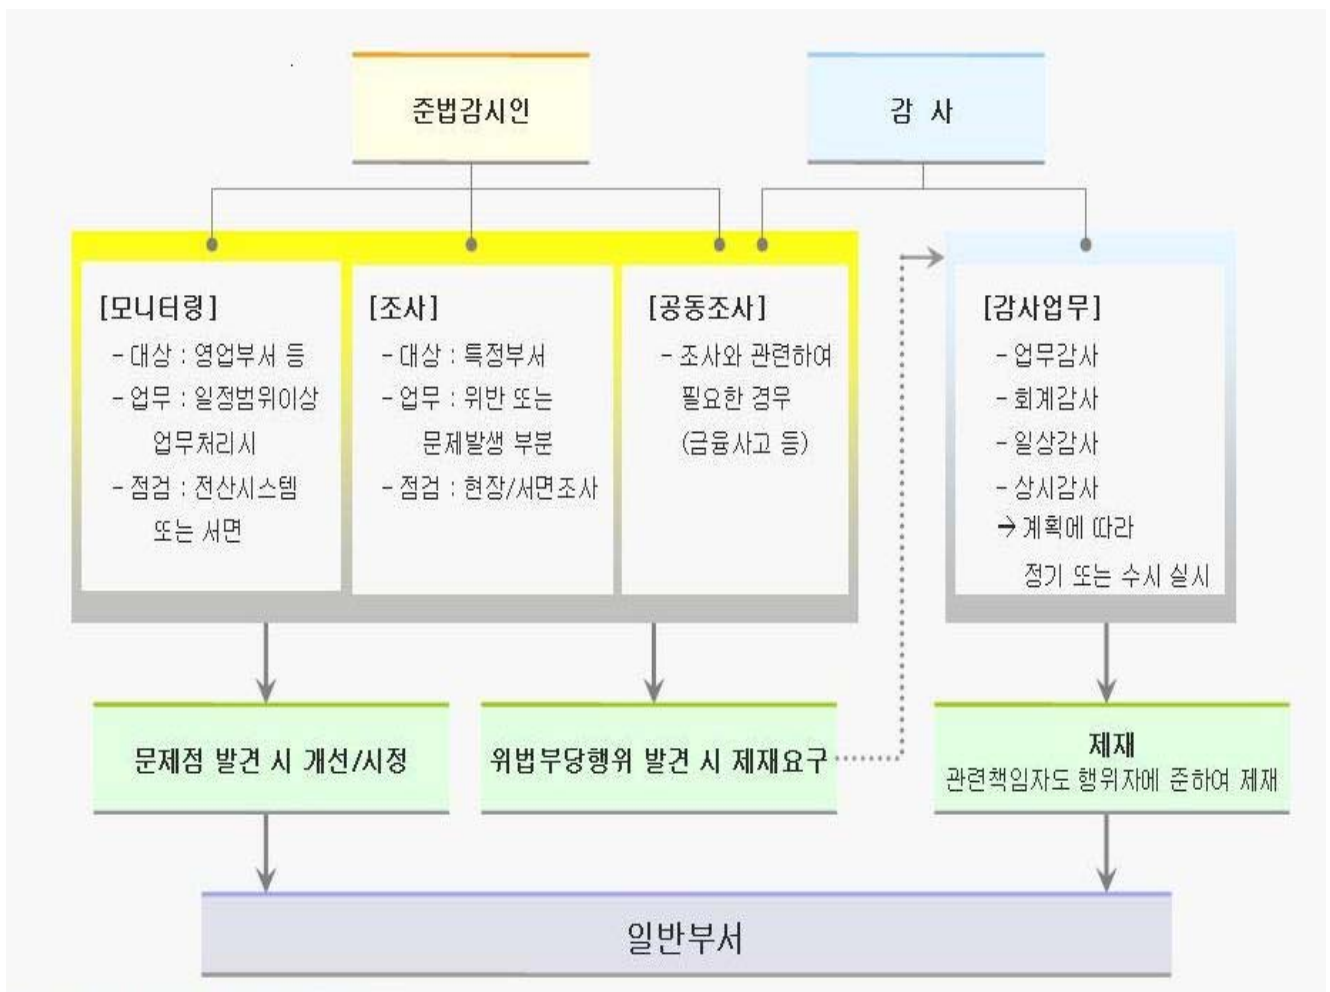 준법감시인
감 사
[모니터링]
- 대상 : 영업부서 등
- 업무 : 일정범위이상
업무처리시
- 점검 : 전산시스템
또는 서면
[조사]
- 대상 : 특정부서
- 업무 : 위반 또는
문제발생 부분
- 점검 : 현장/서면조사
[공동조사]
- 조사와 관련하여
필요한 경우
(금융사고 등)
[감사업무]
- 업무감사
- 회계감사
- 일상감사
- 상시감사
→ 계획에 따라
정기 또는 수시 실시
문제점 발견 시 개선/시정
위법부당행위 발견 시 제재요구
제재
관련책임자도 행위자에 준하여 제재
일반부서